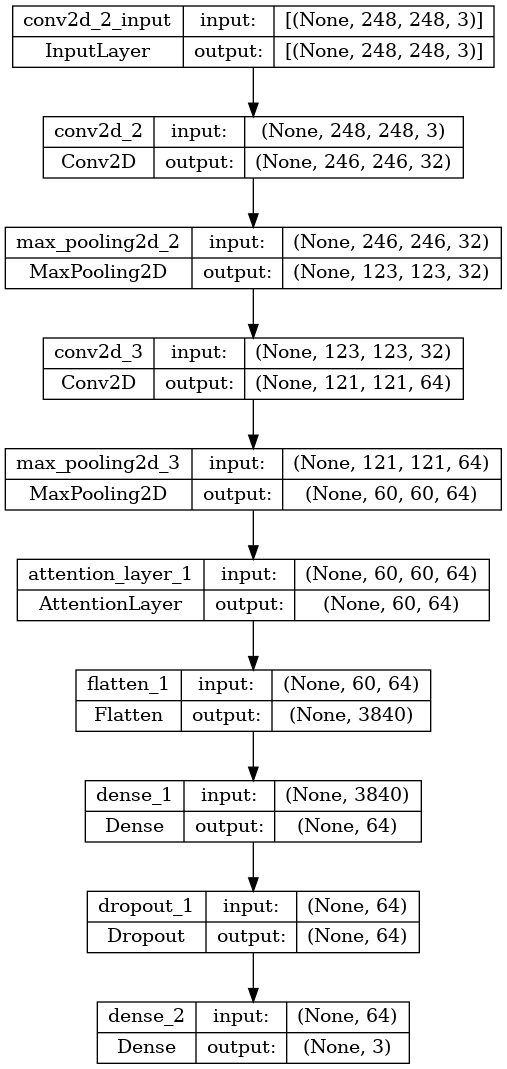 conv2d_2_input input: [(None, 248, 248, 3)]
InputLayer output: [(None, 248, 248, 3)]
conv2d_2 input: (None, 248, 248, 3)
Conv2D output: (None, 246, 246, 32)
max_pooling2d_2 input: (None, 246, 246, 32)
MaxPooling2D output: (None, 123, 123, 32)
conv2d_3 input: (None, 123, 123, 32)
Conv2D output: (None, 121, 121, 64)
max_pooling2d_3 input: (None, 121, 121, 64)
MaxPooling2D output: (None, 60, 60, 64)
attention_layer_1 input: (None, 60, 60, 64)
AttentionLayer output: (None, 60, 64)
flatten_1 input: (None, 60, 64)
Flatten output: (None, 3840)
dense_1 input: (None, 3840)
Dense output: (None, 64)
dropout_1 input: (None, 64)
Dropout output: (None, 64)
dense_2 input: (None, 64)
Dense output: (None, 3)